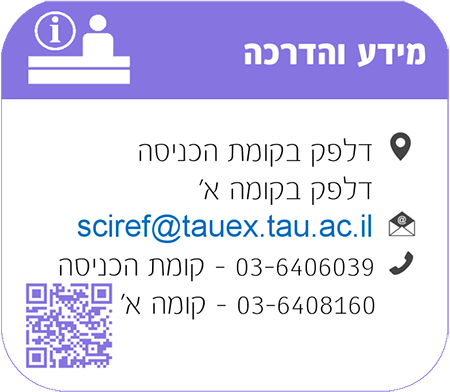 מידע והדרכה
דלפק בקומת הכניסה
דלפק בקומה א'
sciref@tauex.tau.ac.il
03-6406039 - קומת הכניסה
03-6408160 - קומה א'